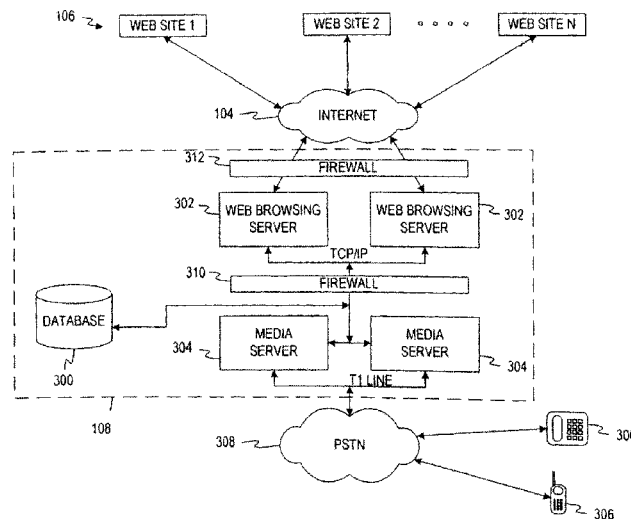 106
WEB SITE 1
WEB SITE 2
WEB SITE N
104
INTERNET
312
FIREWALL
302
WEB BROWSING
SERVER
WEB BROWSING
SERVER
302
TCP/IP
310
FIREWALL
DATABASE
300
304
MEDIA
SERVER
MEDIA
SERVER
304
T1 LINE
108
308
PSTN
306